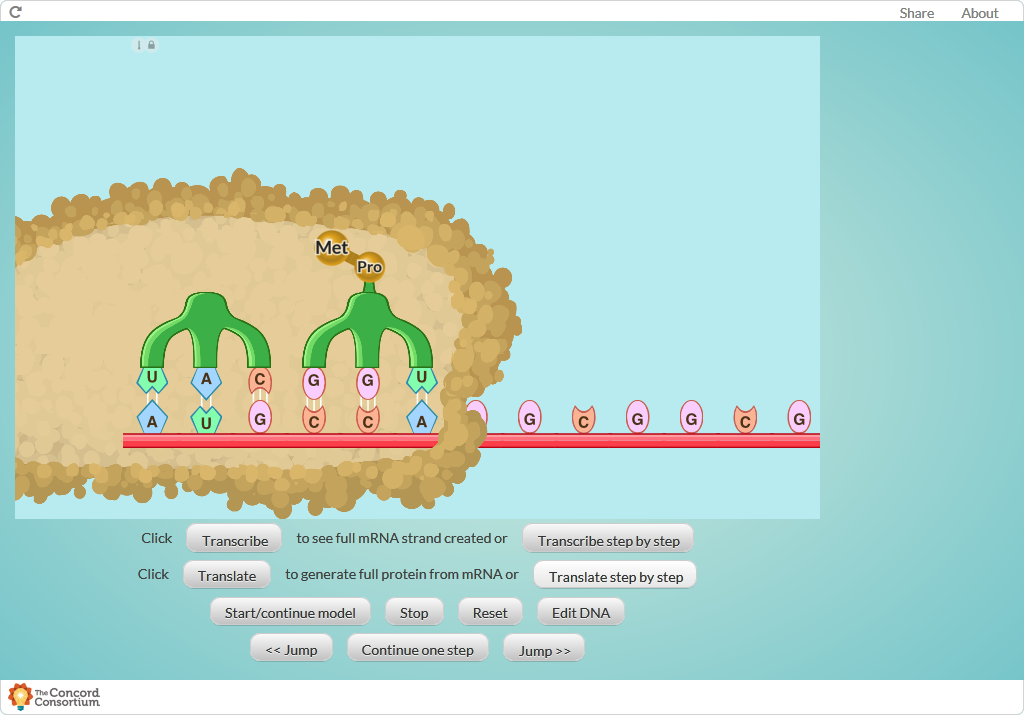 Share About
Met
Pro
U A C G G U
A U G C C A G C G G C G
Click Transcribe to see full mRNA strand created or Transcribe step by step
Click Translate to generate full protein from mRNA or Translate step by step
Start/continue model Stop Reset Edit DNA
<< Jump Continue one step Jump >>
The Concord
Consortium